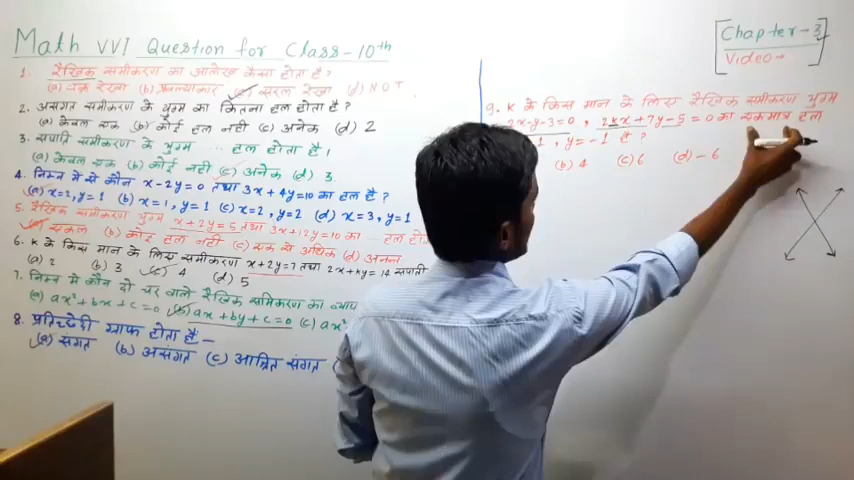 Math VVI Question for Class-10th
[Chapter-3
Video-]
1. रैखिक समीकरण का आलेख कैसा होता है?
(a) वक्र रेखा (b) परवलयाकार (c) सरल रेखा (d) NOT
2. असंगत समीकरण के युग्म का कितना हल होता है?
(a) केवल एक (b) कोई हल नहीं (c) अनेक (d) 2
3. संपाति समीकरण के युग्म ... हल होता है।
(a) केवल एक (b) कोई हल नहीं (c) अनेक (d) 3
4. निम्न में से कौन x-2y=0 तथा 3x+4y=10 का हल है?
(a) x=2, y=1 (b) x=1, y=1 (c) x=2, y=2 (d) x=3, y=1
5. रैखिक समीकरण युग्म x+2y=5 तथा 3x+12y=10 का ... हल
(a) एकल (b) कोई हल नहीं (c) एक से अधिक (d) अनन्त
6. K के किस मान के लिए समीकरण x+2y=7 तथा 2x+ky=14 संपाती
(a) 2 (b) 3 (c) 4 (d) 5
7. निम्न में कौन दो चर वाले रैखिक समीकरण का व्याप
(a) ax²+bx+c=0 (b) ax+by+c=0 (c) ax²
8. प्रतिच्छेदी ग्राफ होता है-
(a) संगत (b) असंगत (c) आश्रित संगत
9. K के किस मान के लिए रैखिक समीकरण युग्म
2x-y-3=0, 2kx+7y-5=0 का एकमात्र हल
1, y=-1 है?
(b) 4 (c) 6 (d) -6